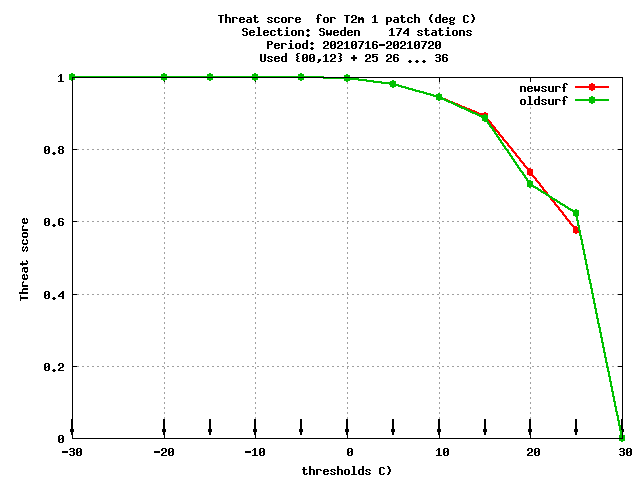 Threat score  for T2m 1 patch (deg C)
Selection: Sweden    174 stations
Period: 20210716-20210720
Used {00,12} + 25 26 ... 36
newsurf
oldsurf
1
0.8
0.6
0.4
0.2
0
Threat score
-30 -20 -10 0 10 20 30
thresholds C)